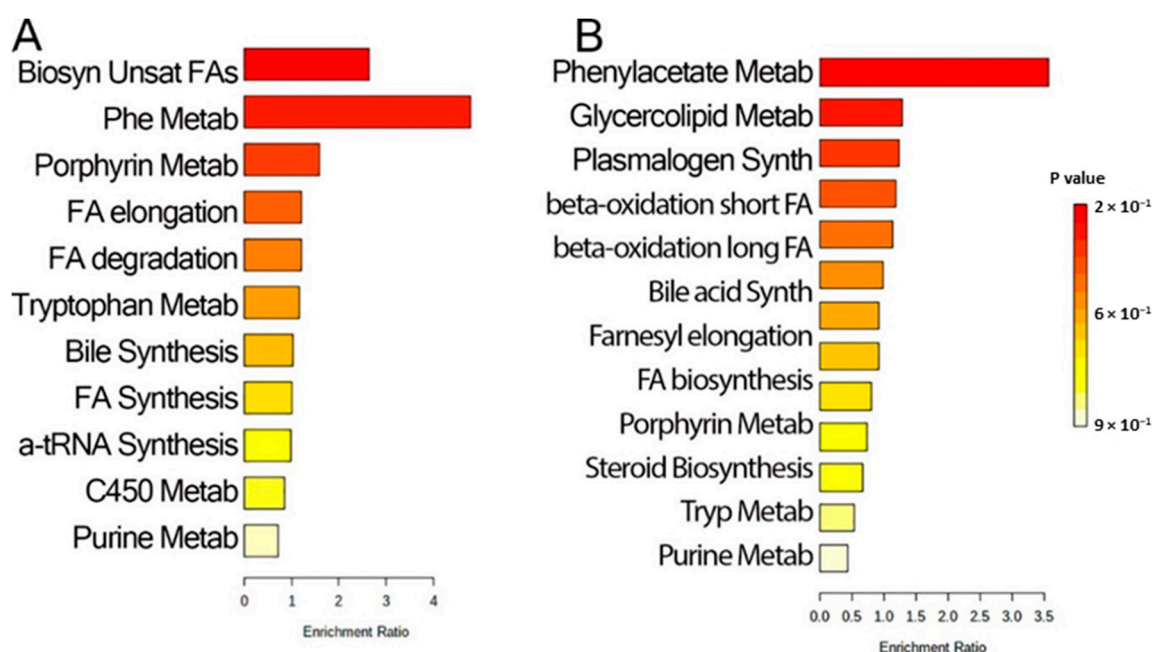 A
Biosyn Unsat FAs
Phe Metab
Porphyrin Metab
FA elongation
FA degradation
Tryptophan Metab
Bile Synthesis
FA Synthesis
a-tRNA Synthesis
C450 Metab
Purine Metab
0 1 2 3 4
Enrichment Ratio
B
Phenylacetate Metab
Glycercolipid Metab
Plasmalogen Synth
beta-oxidation short FA
beta-oxidation long FA
Bile acid Synth
Farnesyl elongation
FA biosynthesis
Porphyrin Metab
Steroid Biosynthesis
Tryp Metab
Purine Metab
0.0 0.5 1.0 1.5 2.0 2.5 3.0 3.5
Enrichment Ratio
P value
2 × 10⁻¹
6 × 10⁻¹
9 × 10⁻¹